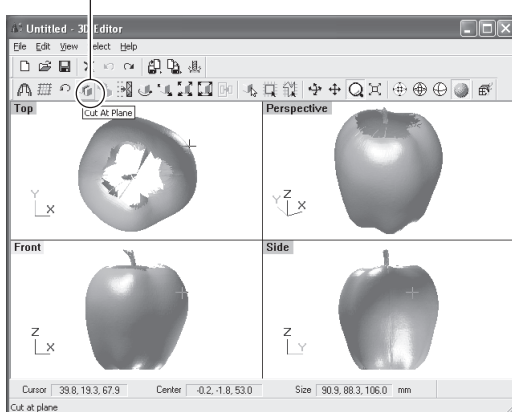 Untitled - 3D Editor
File Edit View Select Help
Cut At Plane
Top
Perspective
Y
X
Z
Y
X
Front
Side
Z
X
Z
Y
Cursor 39.8, 19.3, 67.9 Center -0.2, -1.8, 53.0 Size 90.9, 88.3, 106.0 mm
Cut at plane